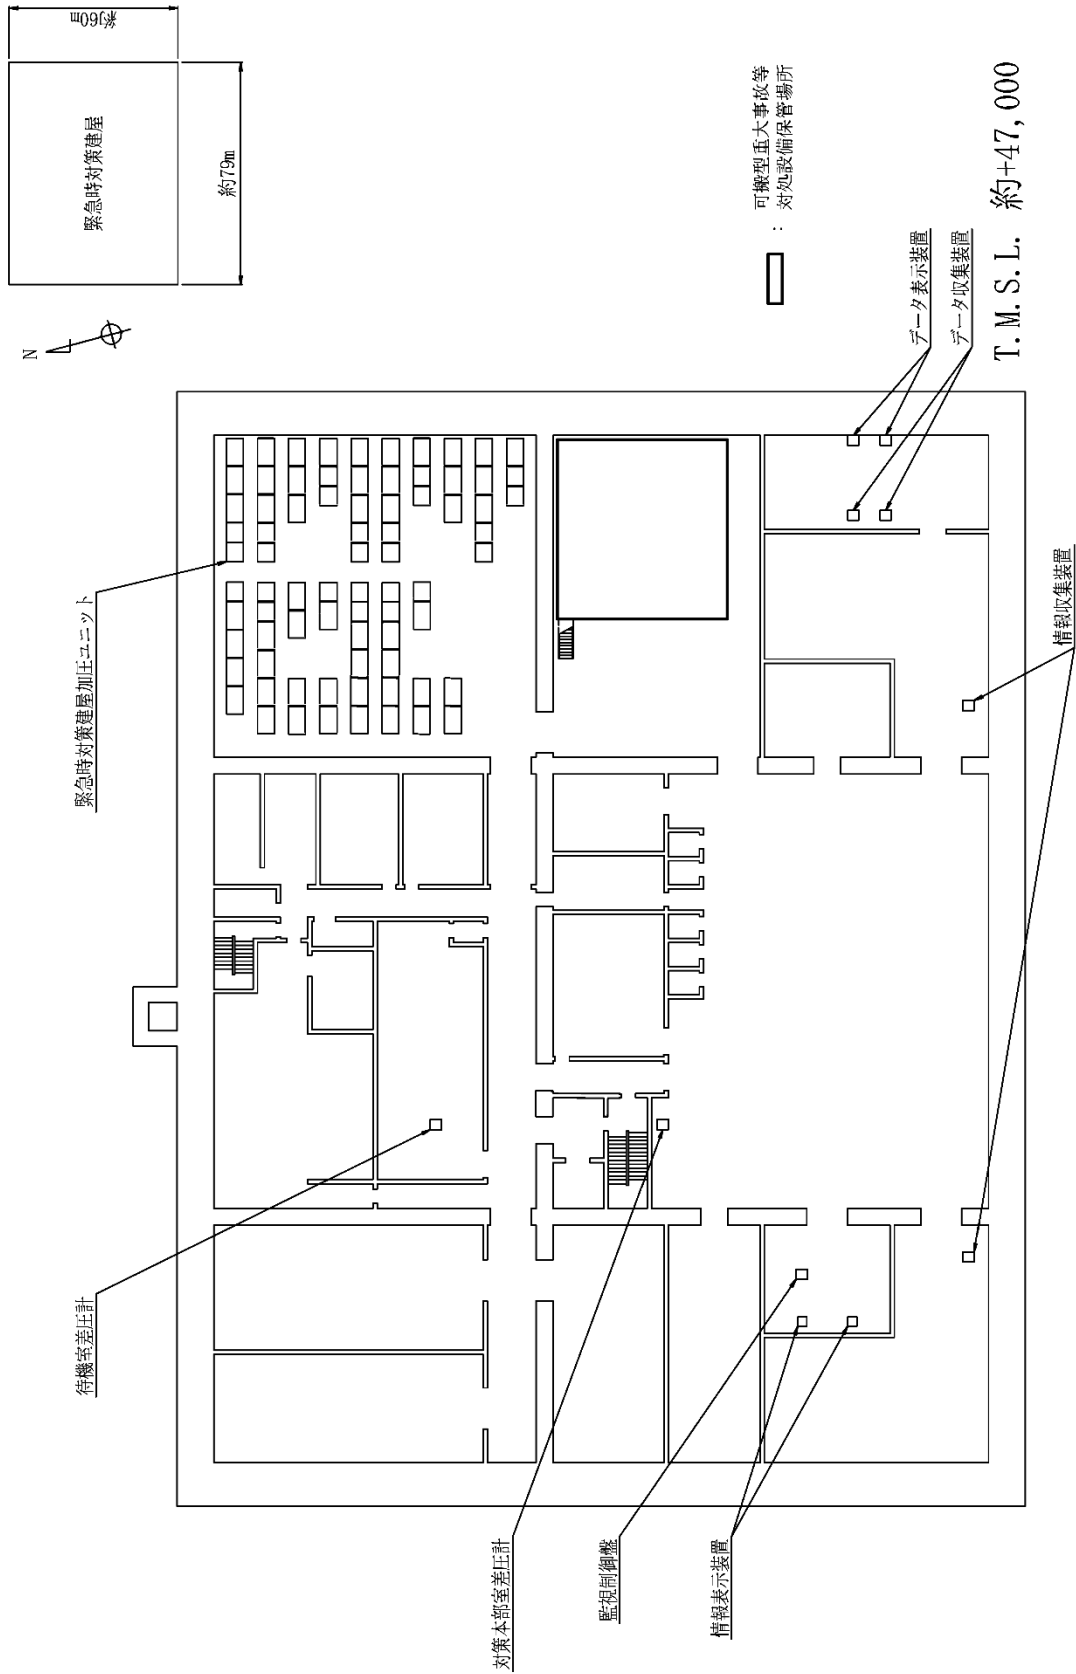 約60m
緊急時対策建屋
約79m
N
可搬型重大事故等
対処設備保管場所
：
T.M.S.L. 約+47,000
データ表示装置
データ収集装置
情報収集装置
緊急時対策建屋加圧ユニット
待機室差圧計
対策本部室差圧計
監視制御盤
情報表示装置